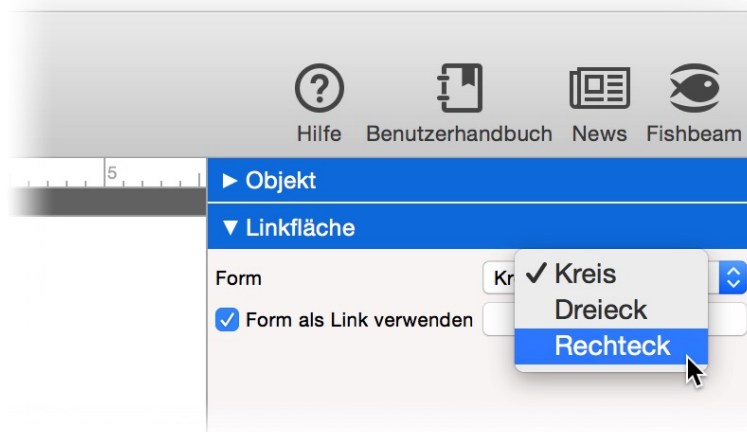 Hilfe Benutzerhandbuch News Fishbeam
5
Objekt
Linkfläche
Form Kr
Kreis
Form als Link verwenden
Dreieck
Rechteck